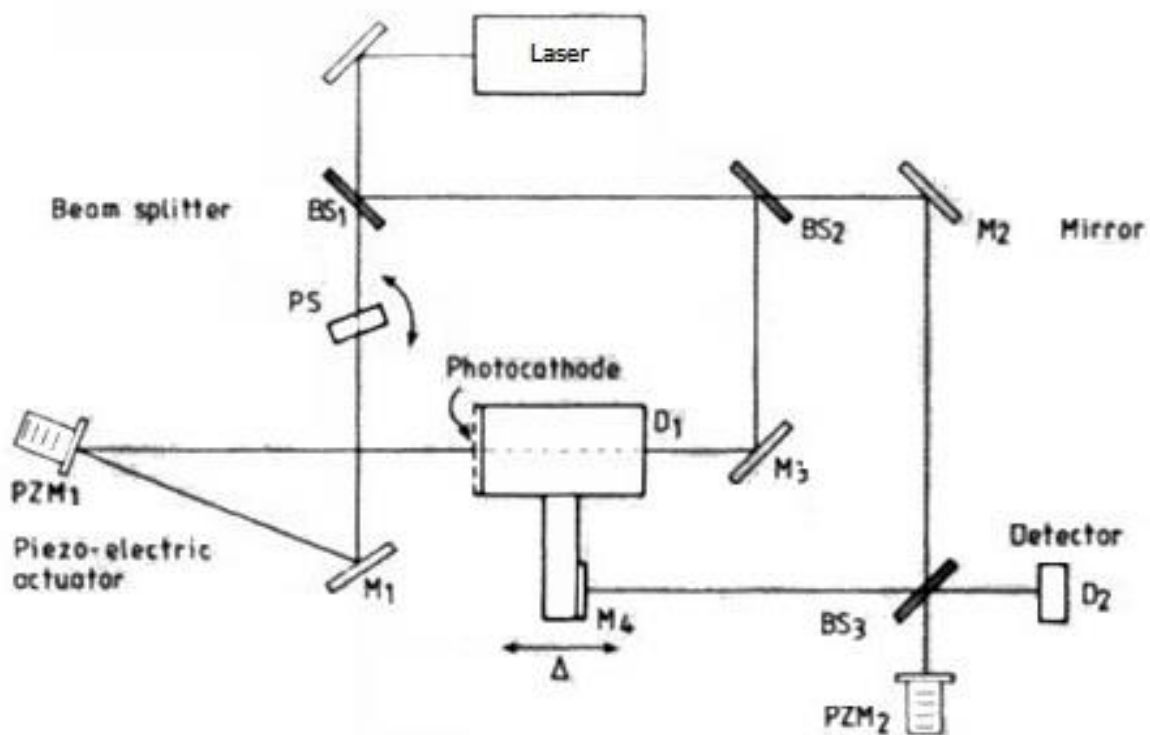 Laser
Beam splitter
BS1
BS2
M2
Mirror
PS
Photocathode
D1
PZM1
M3
Piezo-electric
actuator
M1
Detector
D2
M4
BS3
Δ
PZM2